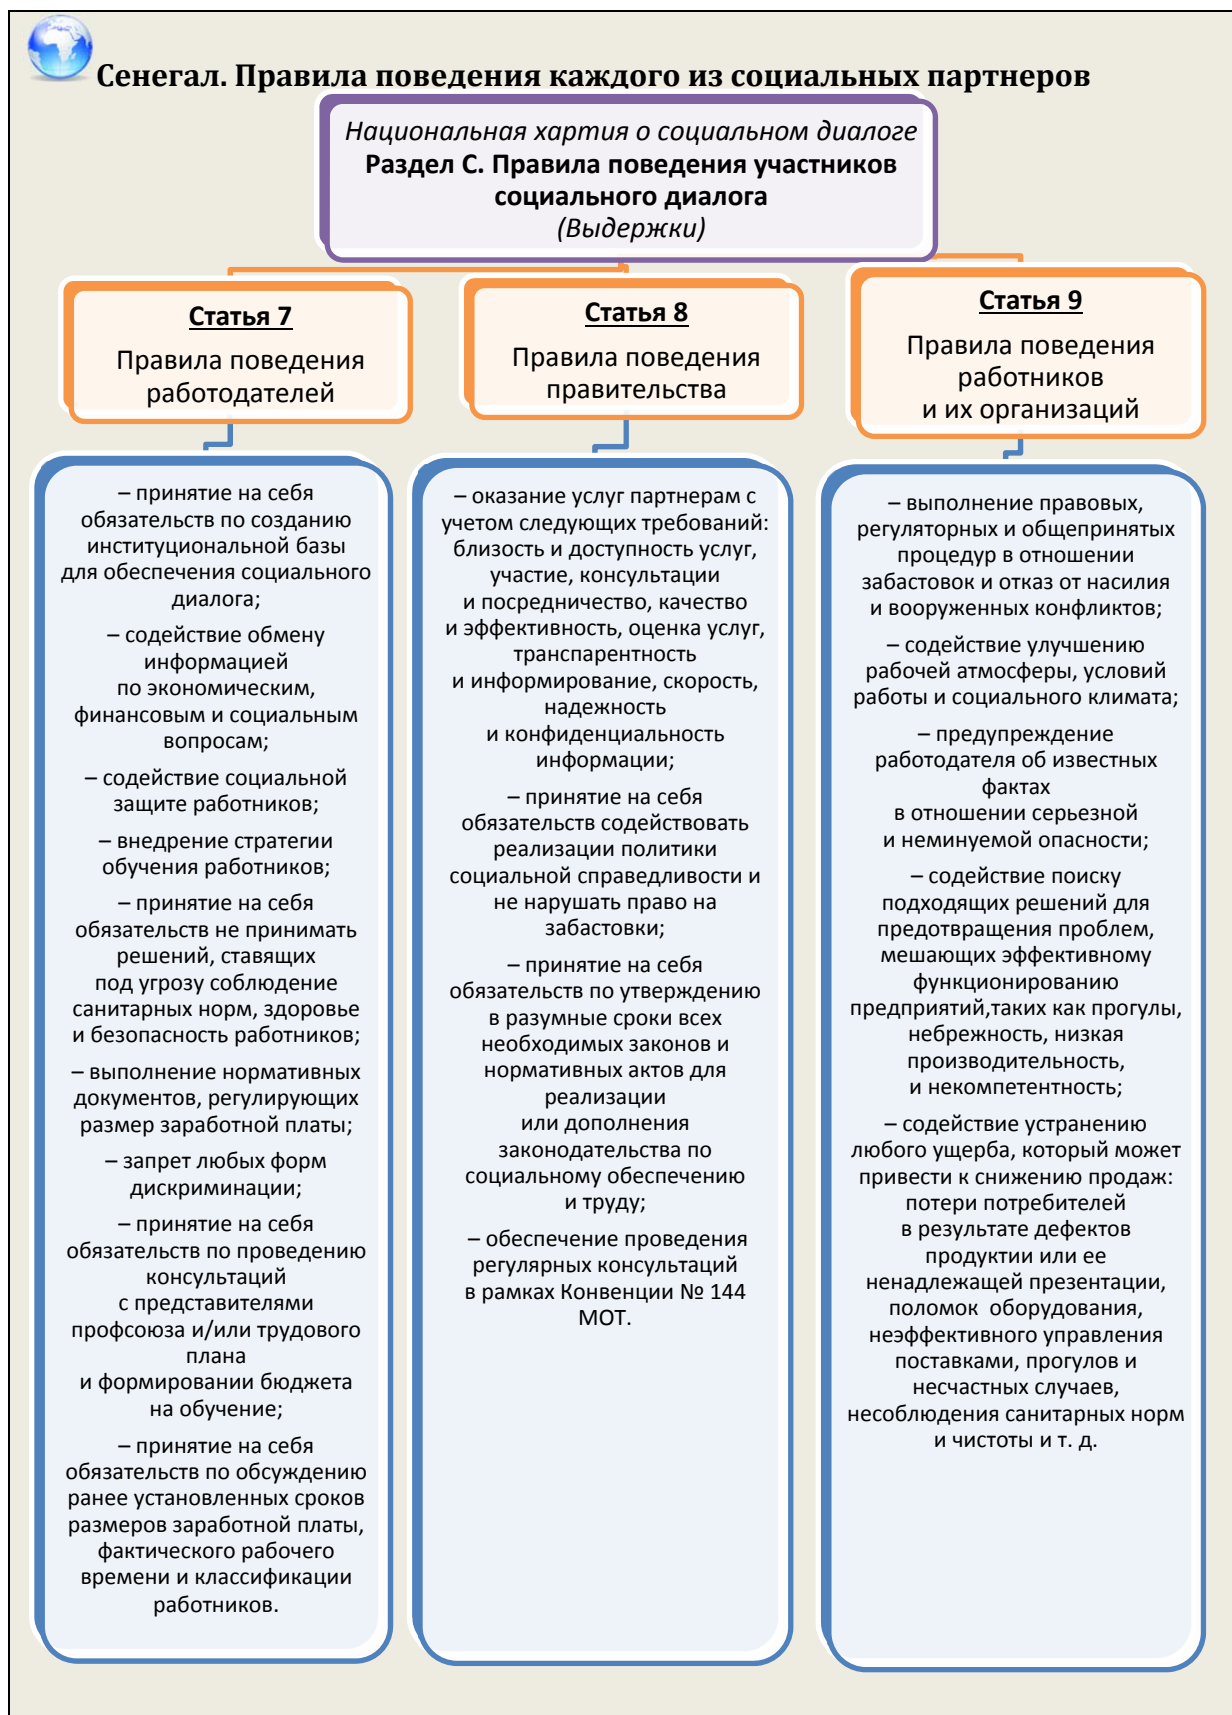 Сенегал. Правила поведения каждого из социальных партнеров
Национальная хартия о социальном диалоге
Раздел С. Правила поведения участников
социального диалога
(Выдержки)
Статья 7
Правила поведения
работодателей
– принятие на себя
обязательств по созданию
институциональной базы
для обеспечения социального
диалога;
– содействие обмену
информацией
по экономическим,
финансовым и социальным
вопросам;
– содействие социальной
защите работников;
– внедрение стратегии
обучения работников;
– принятие на себя
обязательств не принимать
решений, ставящих
под угрозу соблюдение
санитарных норм, здоровье
и безопасность работников;
– выполнение нормативных
документов, регулирующих
размер заработной платы;
– запрет любых форм
дискриминации;
– принятие на себя
обязательств по проведению
консультаций
с представителями
профсоюза и/или трудового
плана
и формировании бюджета
на обучение;
– принятие на себя
обязательств по обсуждению
ранее установленных сроков
размеров заработной платы,
фактического рабочего
времени и классификации
работников.
Статья 8
Правила поведения
правительства
– оказание услуг партнерам с
учетом следующих требований:
близость и доступность услуг,
участие, консультации
и посредничество, качество
и эффективность, оценка услуг,
транспарентность
и информирование, скорость,
надежность
и конфиденциальность
информации;
– принятие на себя
обязательств содействовать
реализации политики
социальной справедливости и
не нарушать право на
забастовки;
– принятие на себя
обязательств по утверждению
в разумные сроки всех
необходимых законов и
нормативных актов для
реализации
или дополнения
законодательства по
социальному обеспечению
и труду;
– обеспечение проведения
регулярных консультаций
в рамках Конвенции № 144
МОТ.
Статья 9
Правила поведения
работников
и их организаций
– выполнение правовых,
регуляторных и общепринятых
процедур в отношении
забастовок и отказ от насилия
и вооруженных конфликтов;
– содействие улучшению
рабочей атмосферы, условий
работы и социального климата;
– предупреждение
работодателя об известных
фактах
в отношении серьезной
и неминуемой опасности;
– содействие поиску
подходящих решений для
предотвращения проблем,
мешающих эффективному
функционированию
предприятий,таких как прогулы,
небрежность, низкая
производительность,
и некомпетентность;
– содействие устранению
любого ущерба, который может
привести к снижению продаж:
потери потребителей
в результате дефектов
продуктии или ее
ненадлежащей презентации,
поломок оборудования,
неэффективного управления
поставками, прогулов и
несчастных случаев,
несоблюдения санитарных норм
и чистоты и т. д.